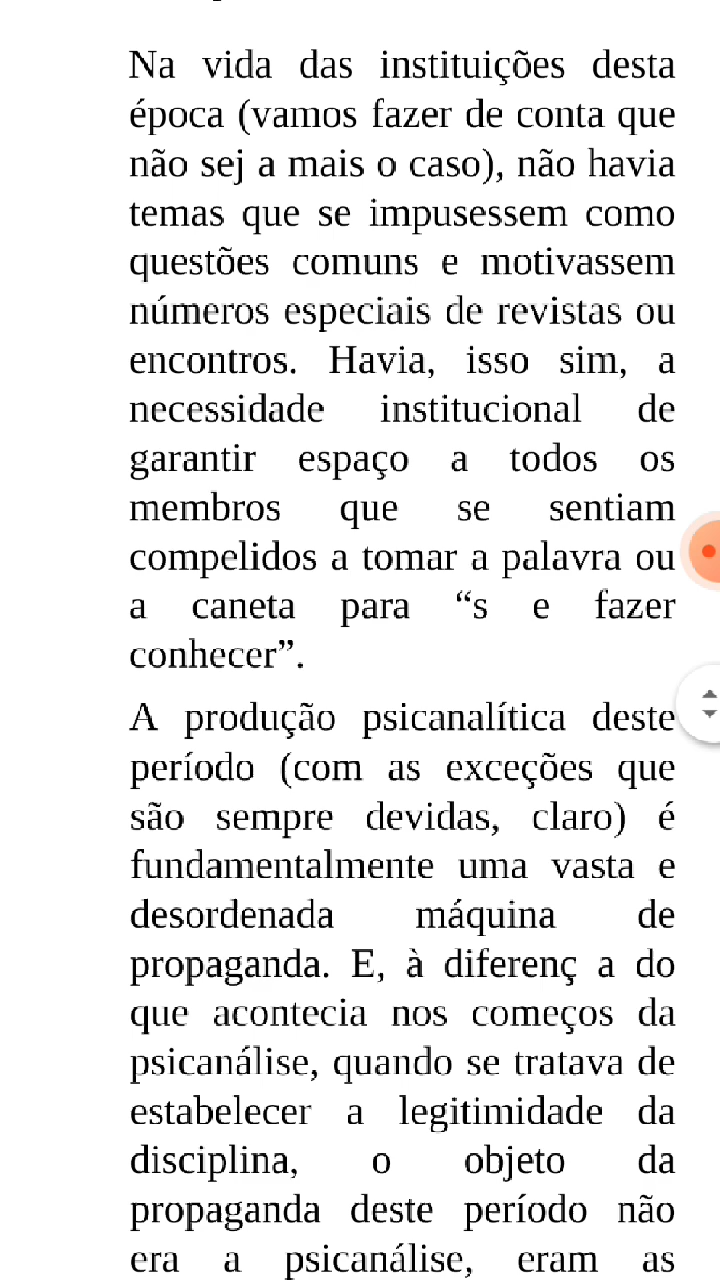 Na vida das instituições desta
época (vamos fazer de conta que
não sej a mais o caso), não havia
temas que se impusessem como
questões comuns e motivassem
números especiais de revistas ou
encontros. Havia, isso sim, a
necessidade institucional de
garantir espaço a todos os
membros que se sentiam
compelidos a tomar a palavra ou
a caneta para “s e fazer
conhecer”.
A produção psicanalítica deste
período (com as exceções que
são sempre devidas, claro) é
fundamentalmente uma vasta e
desordenada máquina de
propaganda. E, à diferenç a do
que acontecia nos começos da
psicanálise, quando se tratava de
estabelecer a legitimidade da
disciplina, o objeto da
propaganda deste período não
era a psicanálise, eram as